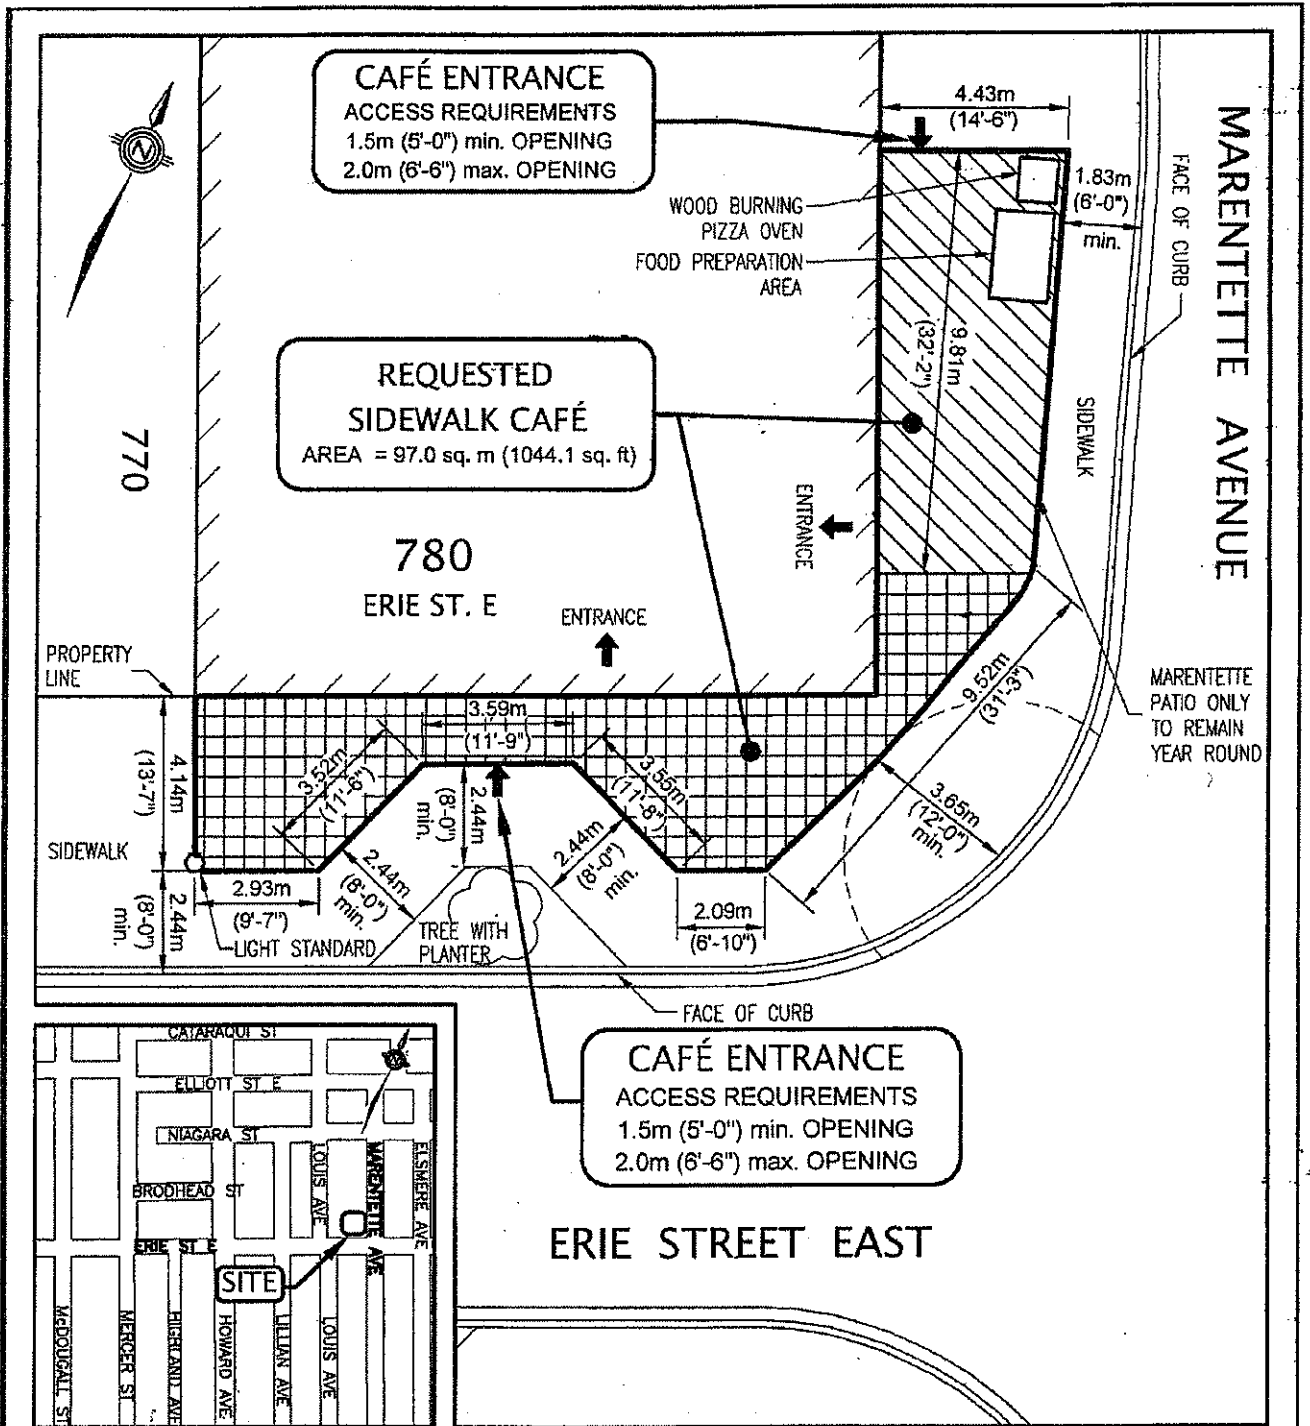 CAFÉ ENTRANCE
ACCESS REQUIREMENTS
1.5m (5'-0") min. OPENING
2.0m (6'-6") max. OPENING
4.43m
(14'-6")
MARENTETTE AVENUE
FACE OF CURB
1.83m
(6'-0")
min.
WOOD BURNING
PIZZA OVEN
FOOD PREPARATION
AREA
N
9.81m
(32'-2")
REQUESTED
SIDEWALK CAFÉ
AREA = 97.0 sq. m (1044.1 sq. ft)
SIDEWALK
770
ENTRANCE
780
ERIE ST. E
ENTRANCE
PROPERTY
LINE
MARENTETTE
PATIO ONLY
TO REMAIN
YEAR ROUND
9.52m
(31'-3")
3.59m
(11'-9")
4.14m
(13'-7")
3.52m
(11'-6")
2.44m
(8'-0")
min.
3.55m
(11'-8")
3.65m
(12'-0")
min.
SIDEWALK
2.44m
(8'-0")
min.
2.44m
(8'-0")
min.
2.93m
(9'-7")
2.44m
(8'-0")
min.
2.09m
(6'-10")
LIGHT STANDARD
TREE WITH
PLANTER
FACE OF CURB
CAFÉ ENTRANCE
ACCESS REQUIREMENTS
1.5m (5'-0") min. OPENING
2.0m (6'-6") max. OPENING
ERIE STREET EAST
CATARAQUI ST
N
ELLIOTT ST E
NIAGARA ST
LOUIS AVE
MARENTETTE AVE
ELSMERE AVE
BRODHEAD ST
ERIE ST E
SITE
McDOUGALL ST
MERCER ST
HIGHLAND AVE
HOWARD AVE
LILLIAN AVE
LOUIS AVE